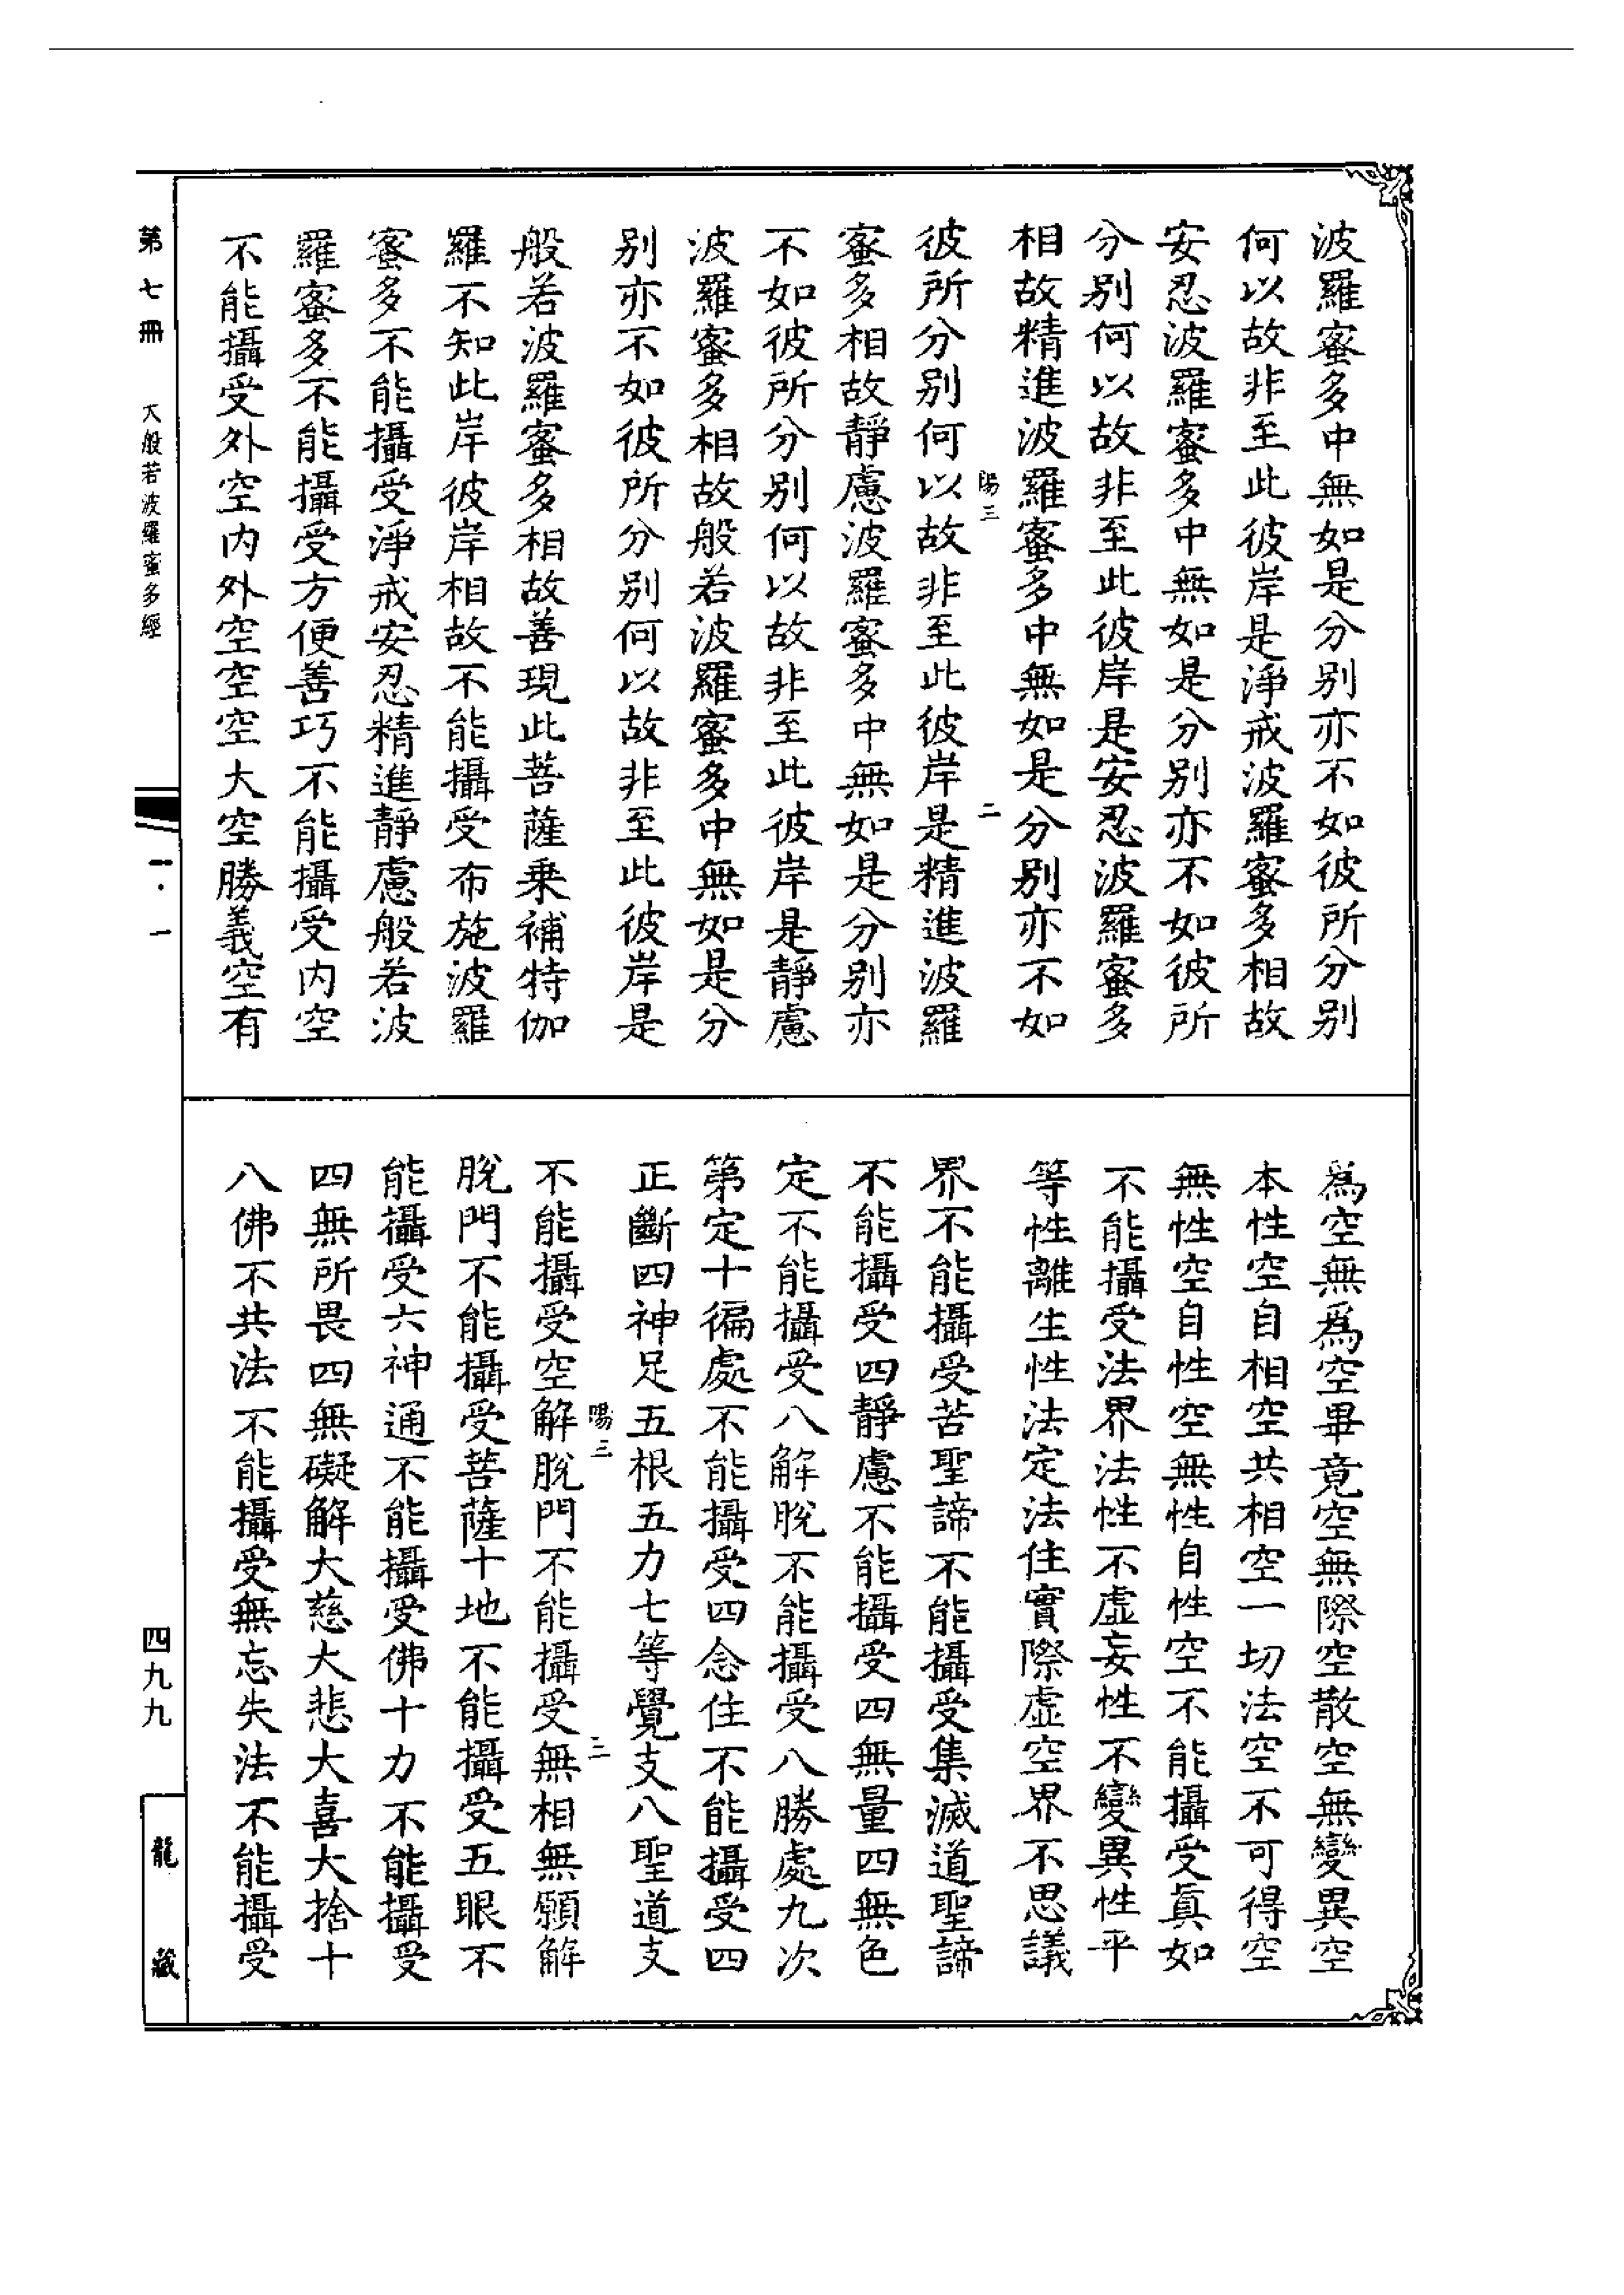 波羅蜜多中無如是分别亦不如彼所分别
何以故非至此彼岸是淨戒波羅蜜多相故
安忍波羅蜜多中無如是分别亦不如彼所
分别何以故非至此彼岸是安忍波羅蜜多
相故精進波羅蜜多中無如是分别亦不如
陽三 二
彼所分别何以故非至此彼岸是精進波羅
蜜多相故靜慮波羅蜜多中無如是分别亦
不如彼所分别何以故非至此彼岸是靜慮
波羅蜜多相故般若波羅蜜多中無如是分
别亦不如彼所分别何以故非至此彼岸是
般若波羅蜜多相故善現此菩薩乗補特伽
羅不知此岸彼岸相故不能攝受布施波羅
蜜多不能攝受淨戒安忍精進靜慮般若波
羅蜜多不能攝受方便善巧不能攝受内空
不能攝受外空内外空空空大空勝義空有
爲空無爲空畢竟空無際空散空無變異空
本性空自相空共相空一切法空不可得空
無性空自性空無性自性空不能攝受眞如
不能攝受法界法性不虛妄性不變異性平
等性離生性法定法住實際虛空界不思議
界不能攝受苦聖諦不能攝受集滅道聖諦
不能攝受四靜慮不能攝受四無量四無色
定不能攝受八解脫不能攝受八勝處九次
第定十徧處不能攝受四念住不能攝受四
正斷四神足五根五力七等覺支八聖道支
陽三 三
不能攝受空解脫門不能攝受無相無願解
脫門不能攝受菩薩十地不能攝受五眼不
能攝受六神通不能攝受佛十力不能攝受
四無所畏四無礙解大慈大悲大喜大捨十
八佛不共法不能攝受無忘失法不能攝受
第七冊 大般若波羅蜜多經 一·一 四九九 龍藏